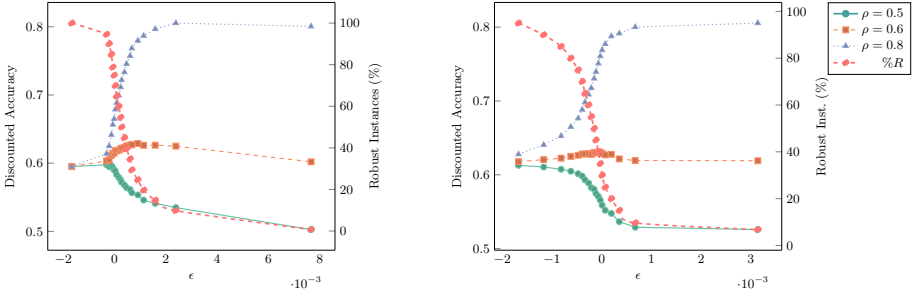 0.8
0.7
0.6
0.5
Discounted Accuracy
100
80
60
40
20
0
Robust Instances (%)
−2 0 2 4 6 8
·10⁻³
ϵ
0.8
0.7
0.6
0.5
Discounted Accuracy
100
80
60
40
20
0
Robust Inst. (%)
−2 −1 0 1 2 3
·10⁻³
ϵ
ρ = 0.5
ρ = 0.6
ρ = 0.8
%R